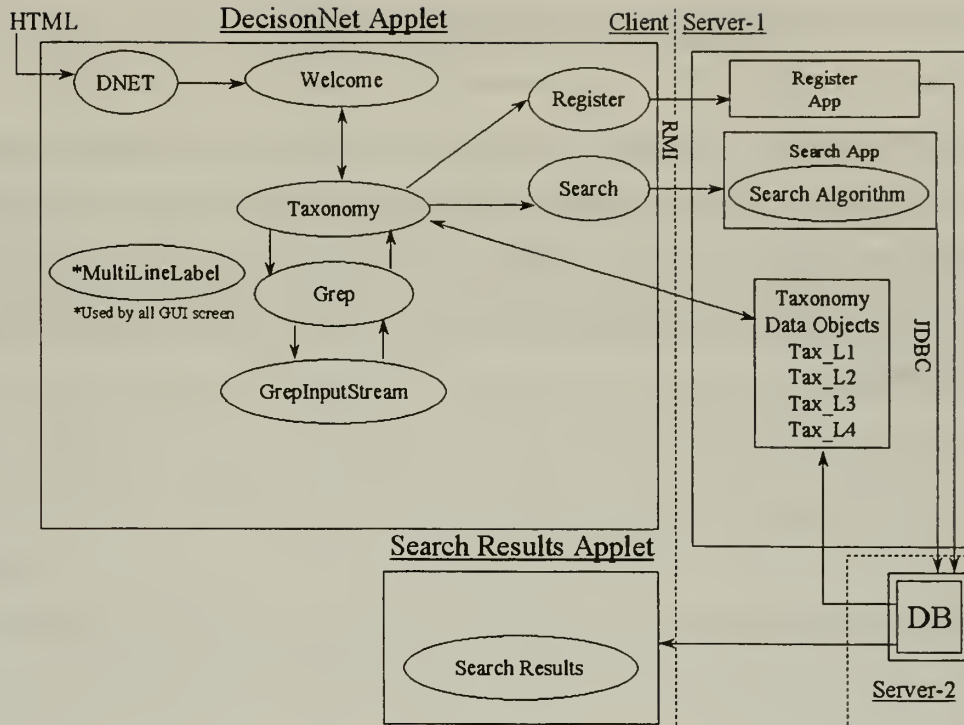 HTML
DecisonNet Applet
Client
Server-1
DNET
Welcome
Register
Register
App
RMI
Search App
Search Algorithm
Search
Taxonomy
*MultiLineLabel
*Used by all GUI screen
Grep
GrepInputStream
Taxonomy
Data Objects
Tax_L1
Tax_L2
Tax_L3
Tax_L4
JDBC
Search Results Applet
Search Results
DB
Server-2